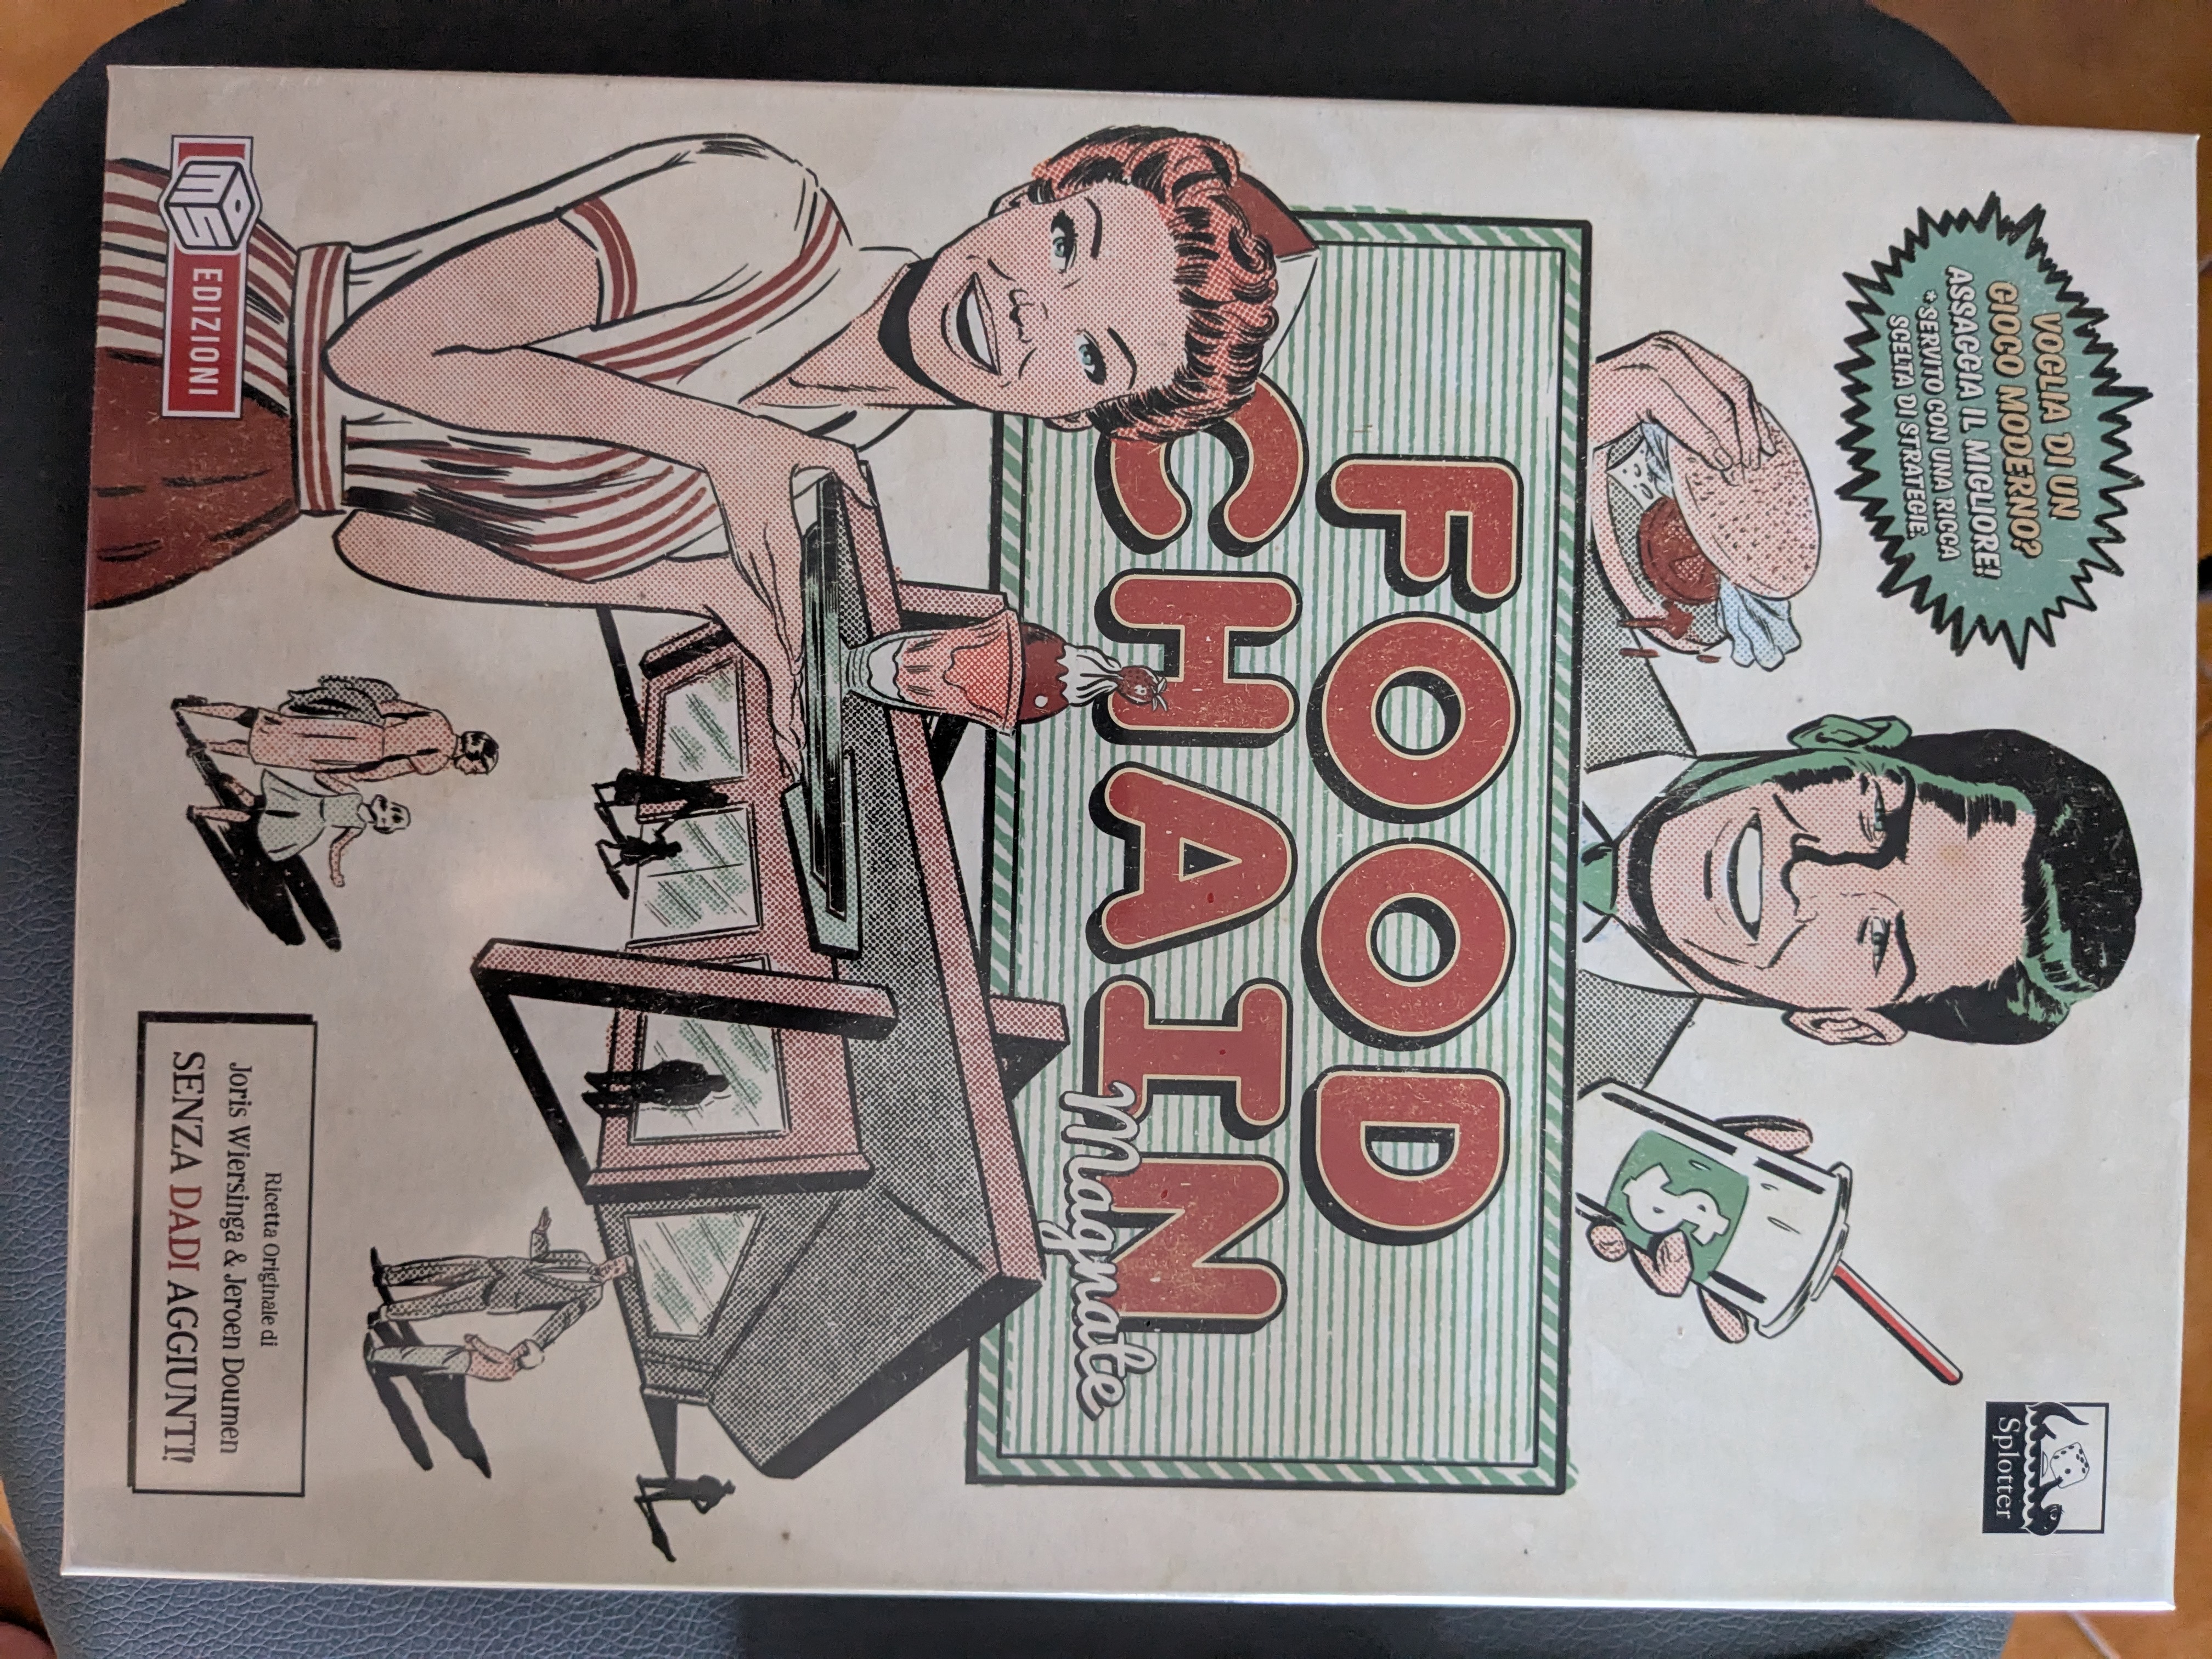 VOGLIA DI UN
GIOCO MODERNO?
ASSAGGIA IL MIGLIORE!
*SERVITO CON UNA RICCA
SCELTA DI STRATEGIE.
Splotter
$
FOOD
CHAIN
Magnate
MS
EDIZIONI
Ricetta Originale di
Joris Wiersinga & Jeroen Doumen
SENZA DADI AGGIUNTI!